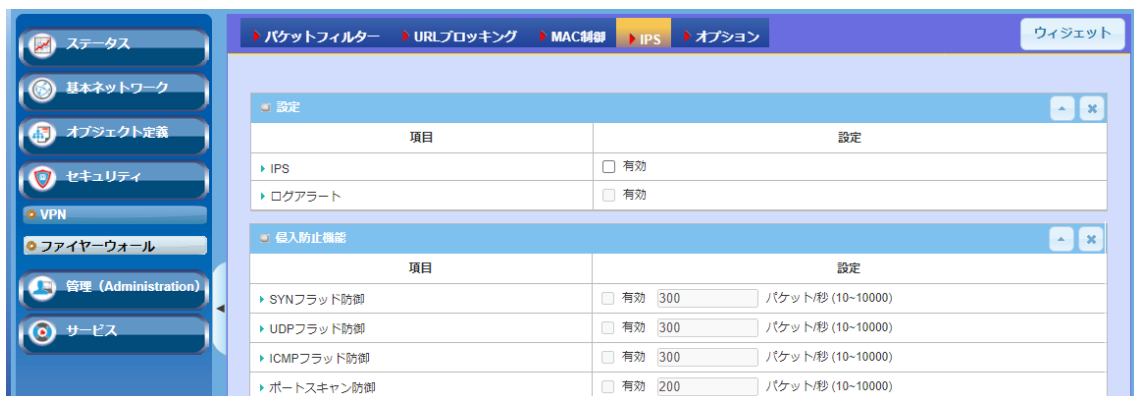 ステータス
基本ネットワーク
オブジェクト定義
セキュリティ
VPN
ファイヤーウォール
管理（Administration）
サービス
パケットフィルター URLブロッキング MAC制御 IPS オプション ウィジェット
設定
項目 設定
IPS 有効
ログアラート 有効
侵入防止機能
項目 設定
SYNフラッド防御 有効 300 パケット/秒 (10~10000)
UDPフラッド防御 有効 300 パケット/秒 (10~10000)
ICMPフラッド防御 有効 300 パケット/秒 (10~10000)
ポートスキャン防御 有効 200 パケット/秒 (10~10000)